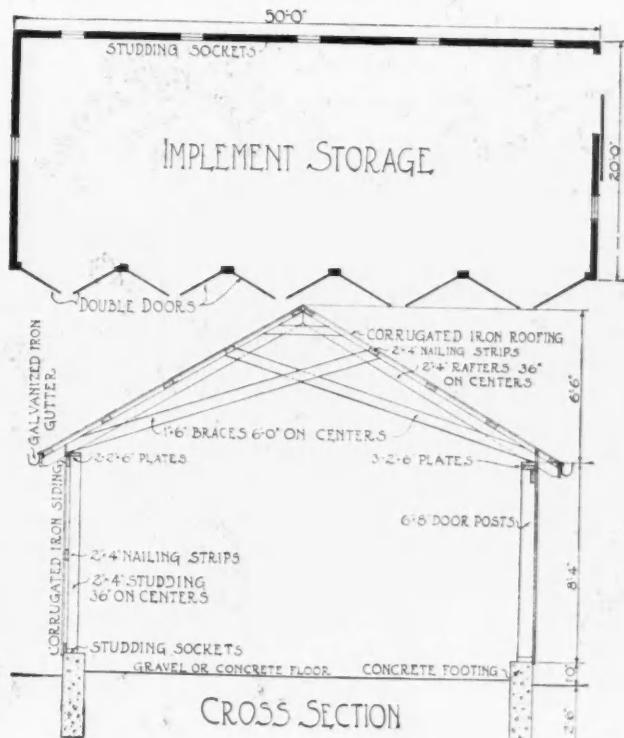 50'-0"
STUDDING SOCKETS
IMPLEMENT STORAGE
20'-0"
DOUBLE DOORS
CORRUGATED IRON ROOFING
2"·4" NAILING STRIPS
2"·4" RAFTERS 36"
ON CENTERS
GALVANIZED IRON
GUTTER
6'6"
1"·6" BRACES 6'-0" ON CENTERS
2-2"·6" PLATES
3-2"·6" PLATES
CORRUGATED IRON SIDING
6"·8" DOOR POSTS
2"·4" NAILING STRIPS
2"·4" STUDDING
36" ON CENTERS
8'4"
STUDDING SOCKETS
GRAVEL OR CONCRETE FLOOR
CONCRETE FOOTING
2'6"
CROSS SECTION